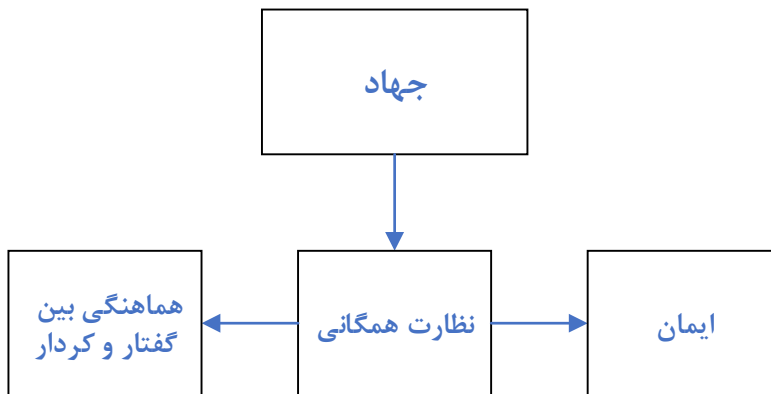 جهاد
ایمان
نظارت همگانی
هماهنگی بین
گفتار و کردار